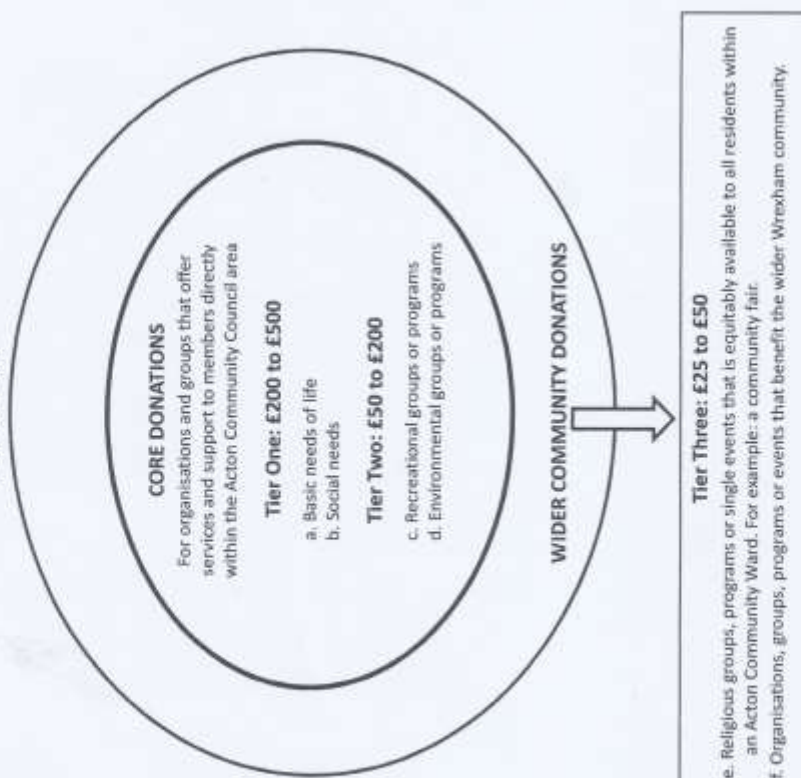 CORE DONATIONS
For organisations and groups that offer
services and support to members directly
within the Acton Community Council area
Tier One: £200 to £500
a. Basic needs of life
b. Social needs
Tier Two: £50 to £200
c. Recreational groups or programs
d. Environmental groups or programs
WIDER COMMUNITY DONATIONS
Tier Three: £25 to £50
e. Religious groups, programs or single events that is equitably available to all residents within
an Acton Community Ward. For example: a community fair.
f. Organisations, groups, programs or events that benefit the wider Wrexham community.